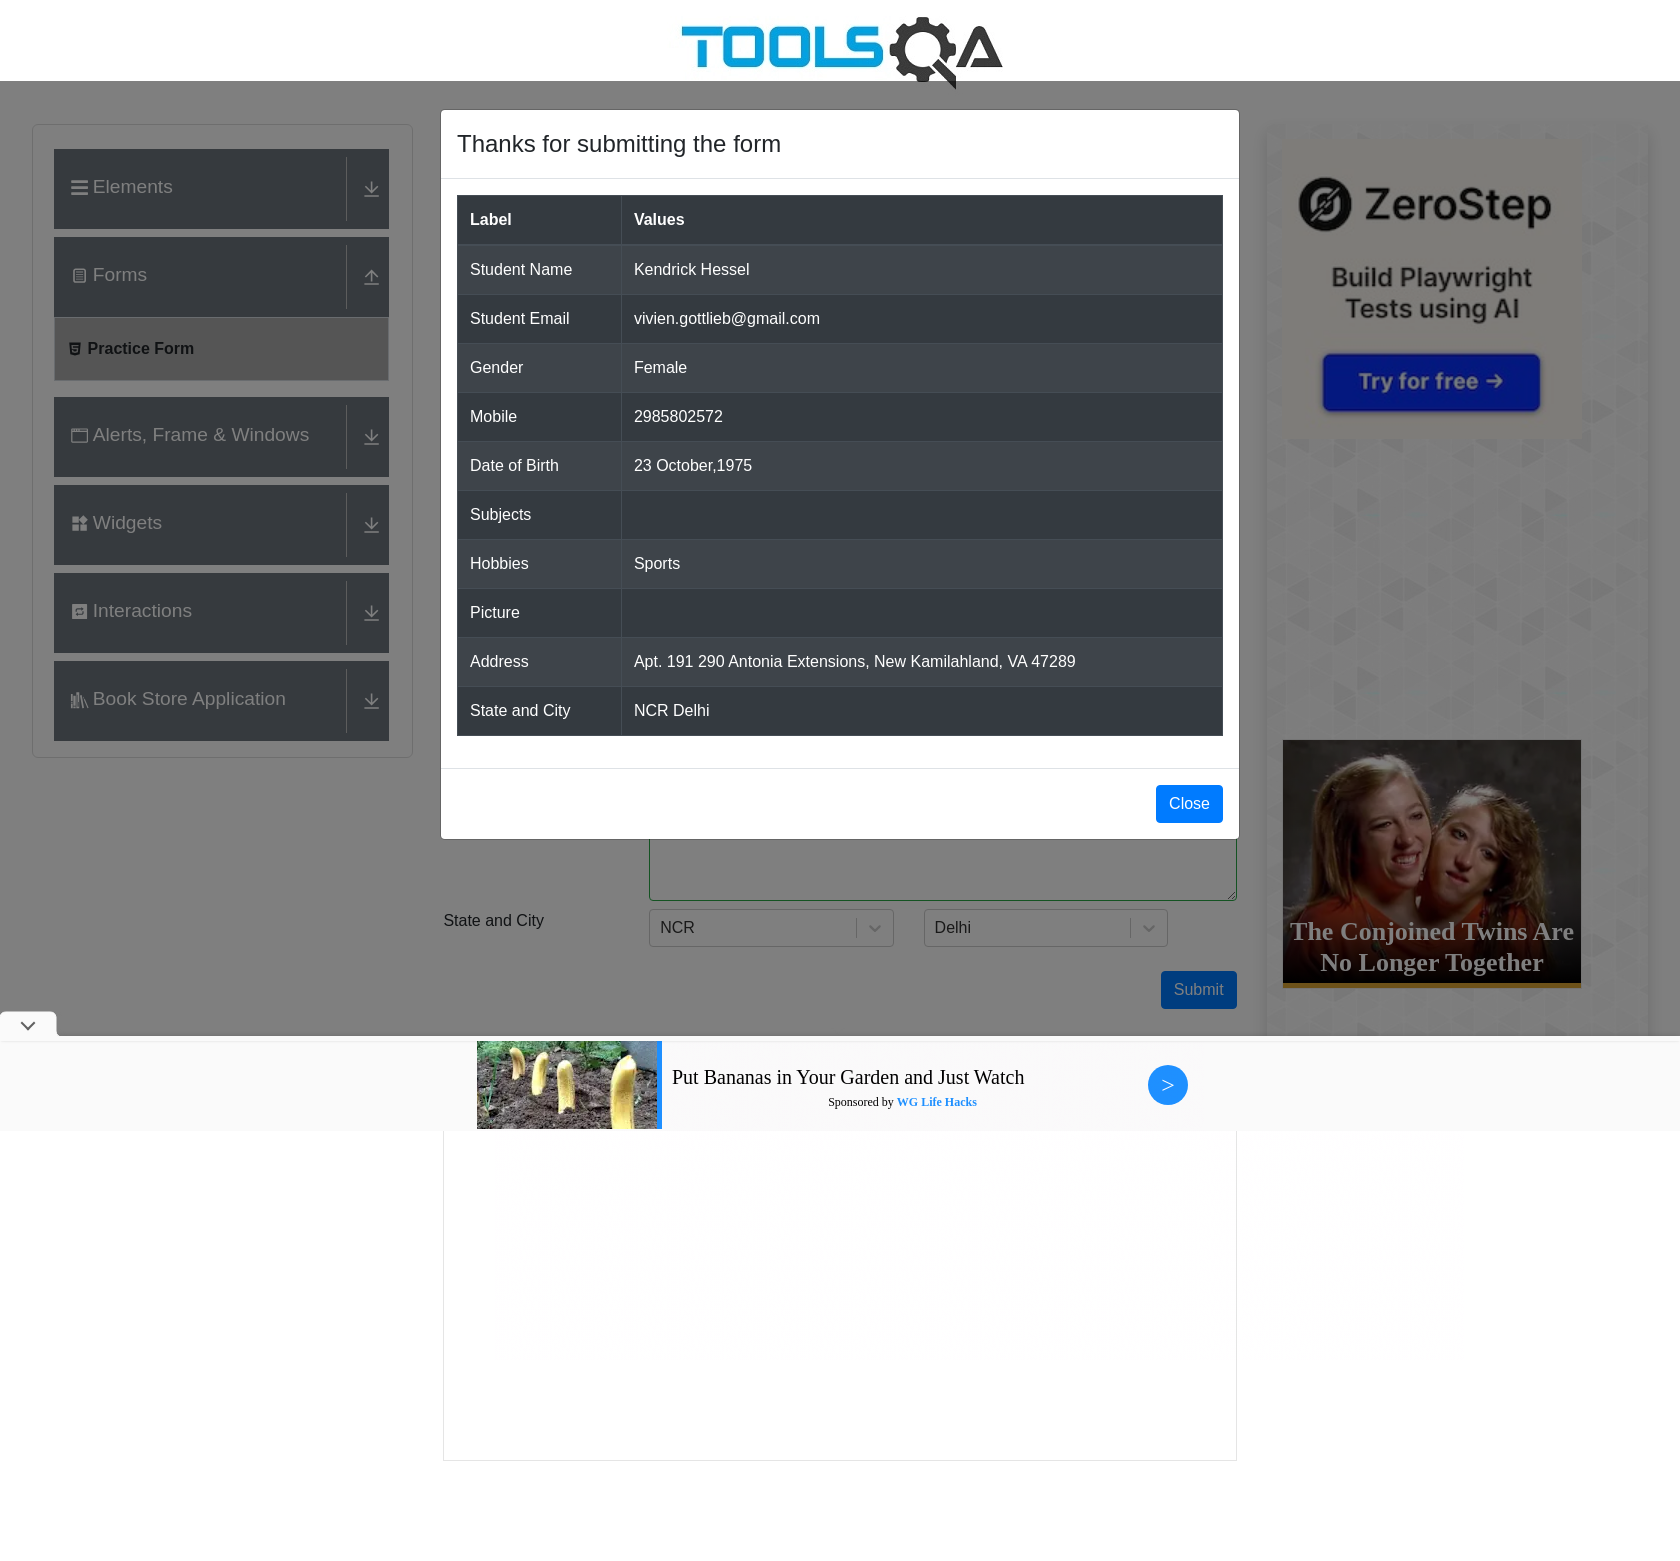 TOOLSQA
Thanks for submitting the form
Elements
Forms
Practice Form
Alerts, Frame & Windows
Widgets
Interactions
Book Store Application
Label Values
Student Name Kendrick Hessel
Student Email vivien.gottlieb@gmail.com
Gender Female
Mobile 2985802572
Date of Birth 23 October,1975
Subjects
Hobbies Sports
Picture
Address Apt. 191 290 Antonia Extensions, New Kamilahland, VA 47289
State and City NCR Delhi
Close
State and City NCR Delhi
Submit
ZeroStep
Build Playwright
Tests using AI
Try for free →
The Conjoined Twins Are
No Longer Together
Put Bananas in Your Garden and Just Watch
Sponsored by WG Life Hacks
>